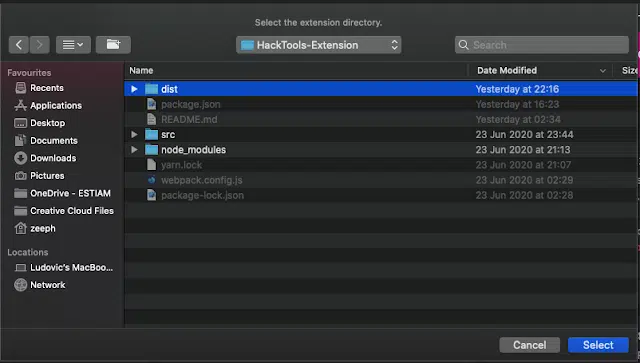 Select the extension directory.
HackTools-Extension
Search
Favourites
Recents
Applications
Desktop
Documents
Downloads
Pictures
OneDrive - ESTIAM
Creative Cloud Files
zeeph
Locations
Ludovic's MacBoo...
Network
Name Date Modified Size
dist Yesterday at 22:16
package.json Yesterday at 16:23
README.md Yesterday at 02:34
src 23 Jun 2020 at 23:44
node_modules 23 Jun 2020 at 21:13
yarn.lock 23 Jun 2020 at 21:07
webpack.config.js 23 Jun 2020 at 02:29
package-lock.json 23 Jun 2020 at 02:28
Cancel Select